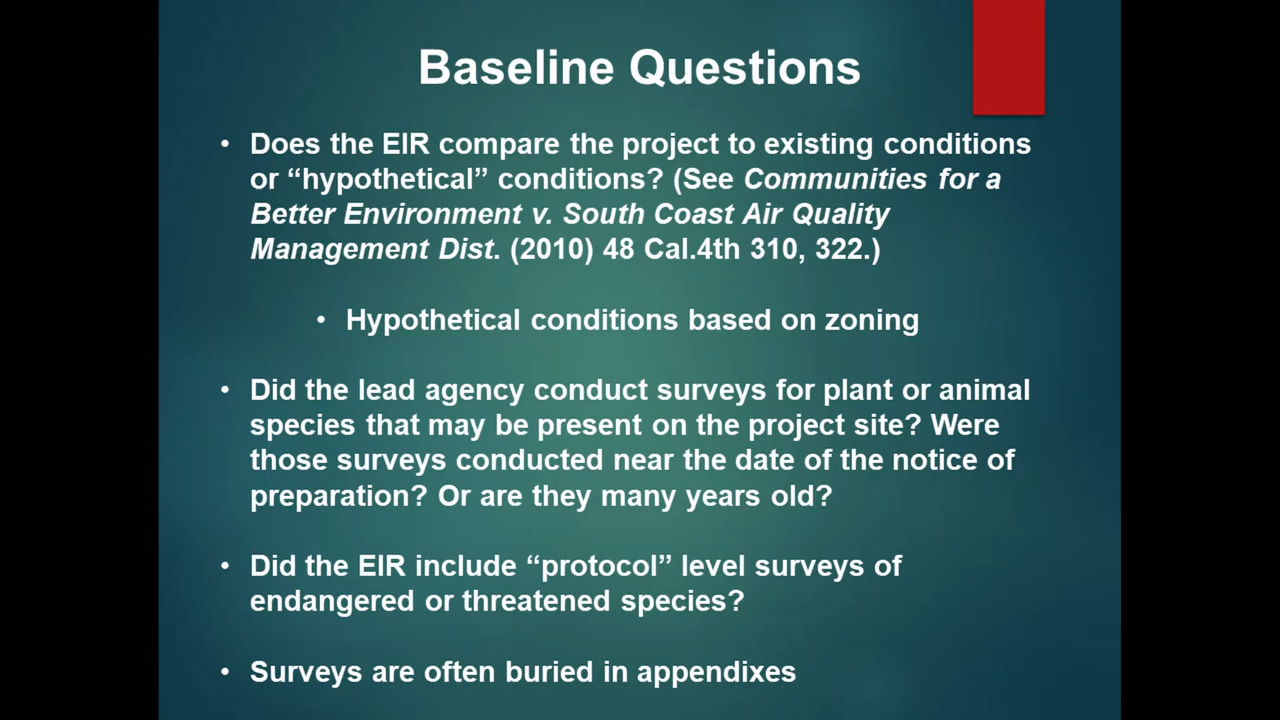 Baseline Questions
• Does the EIR compare the project to existing conditions
or “hypothetical” conditions? (See Communities for a
Better Environment v. South Coast Air Quality
Management Dist. (2010) 48 Cal.4th 310, 322.)
• Hypothetical conditions based on zoning
• Did the lead agency conduct surveys for plant or animal
species that may be present on the project site? Were
those surveys conducted near the date of the notice of
preparation? Or are they many years old?
• Did the EIR include “protocol” level surveys of
endangered or threatened species?
• Surveys are often buried in appendixes